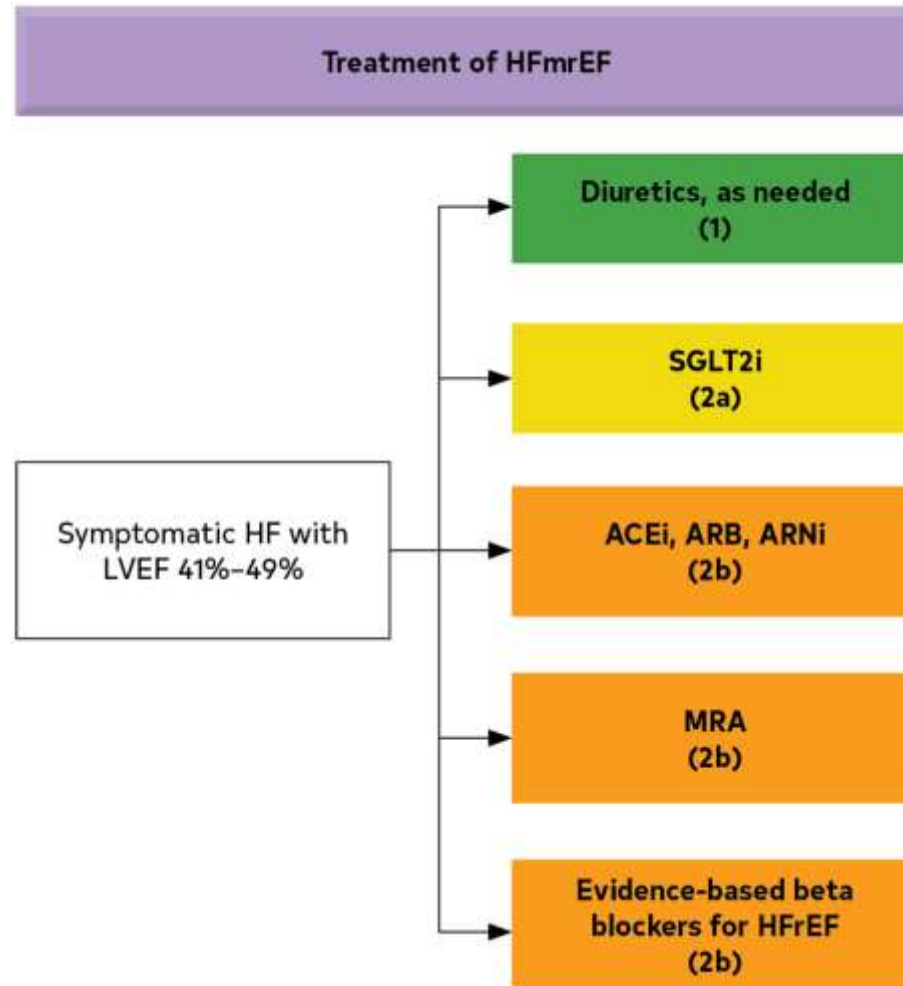 Treatment of HFmrEF
Symptomatic HF with
LVEF 41%–49%
Diuretics, as needed
(1)
SGLT2i
(2a)
ACEi, ARB, ARNi
(2b)
MRA
(2b)
Evidence-based beta
blockers for HFrEF
(2b)